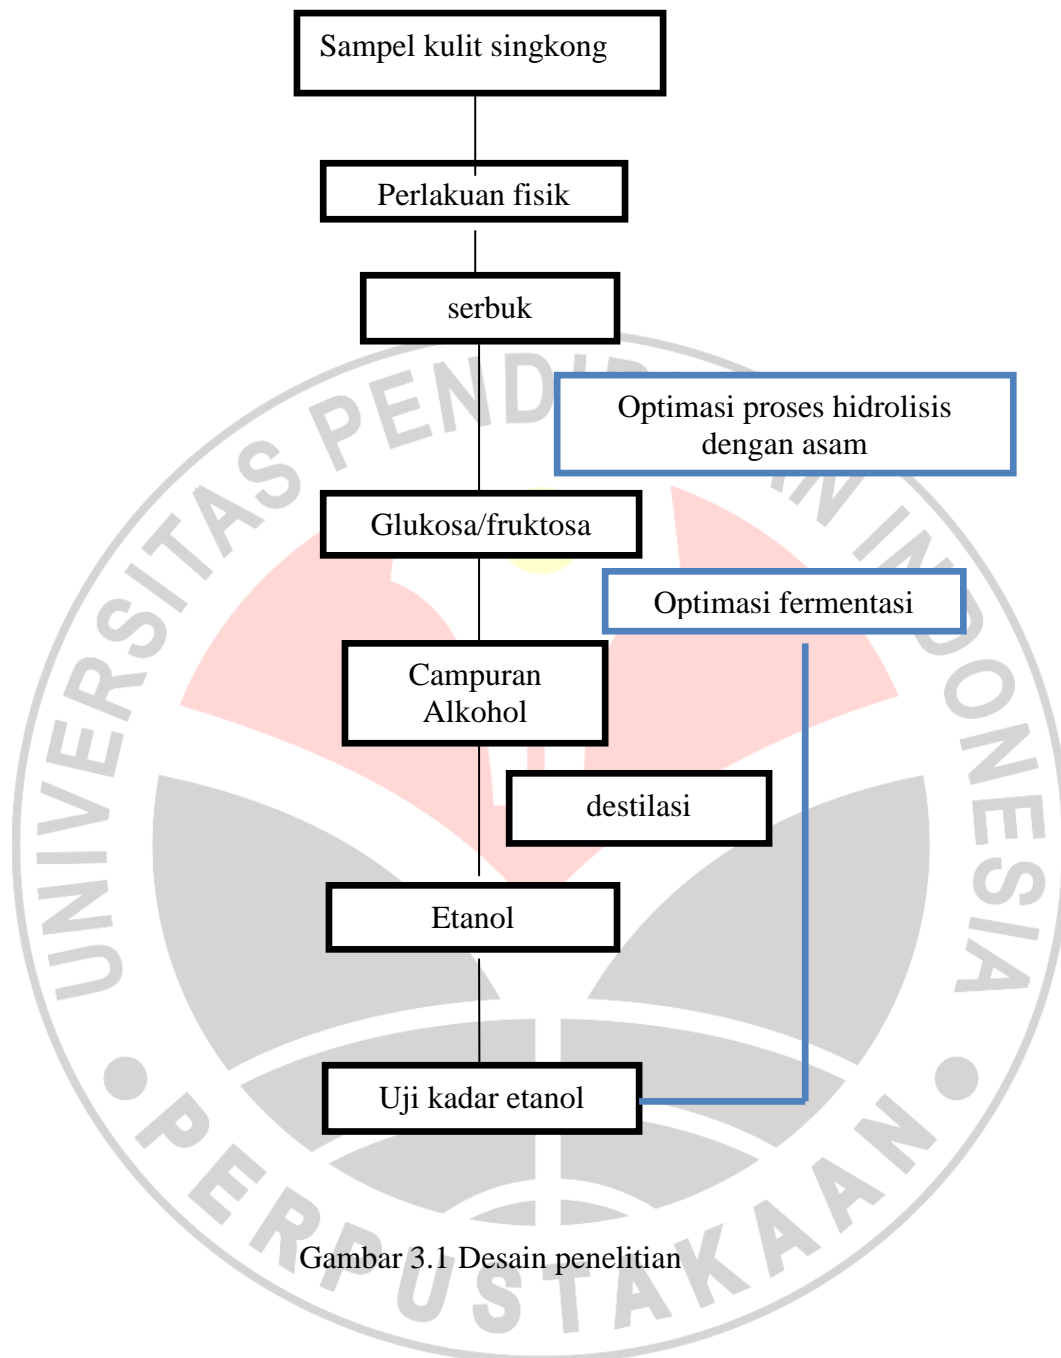 Sampel kulit singkong
Perlakuan fisik
serbuk
Optimasi proses hidrolisis
dengan asam
Glukosa/fruktosa
Optimasi fermentasi
Campuran
Alkohol
destilasi
Etanol
Uji kadar etanol
Gambar 3.1 Desain penelitian
UNIVERSITAS PENDIDIKAN INDONESIA
PERPUSTAKAAN